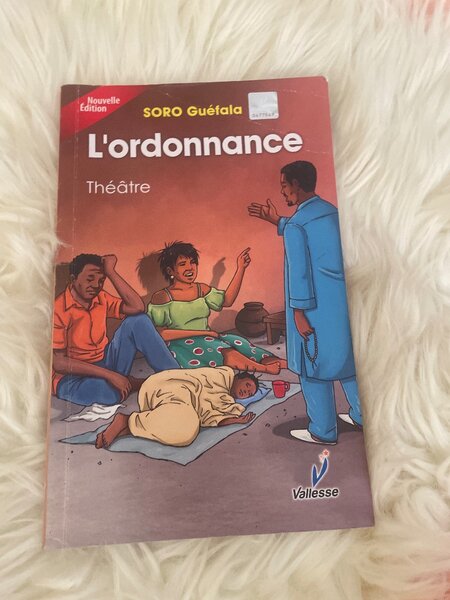 Nouvelle
Édition
SORO Guéfala
L'ordonnance
Théâtre
Vallesse